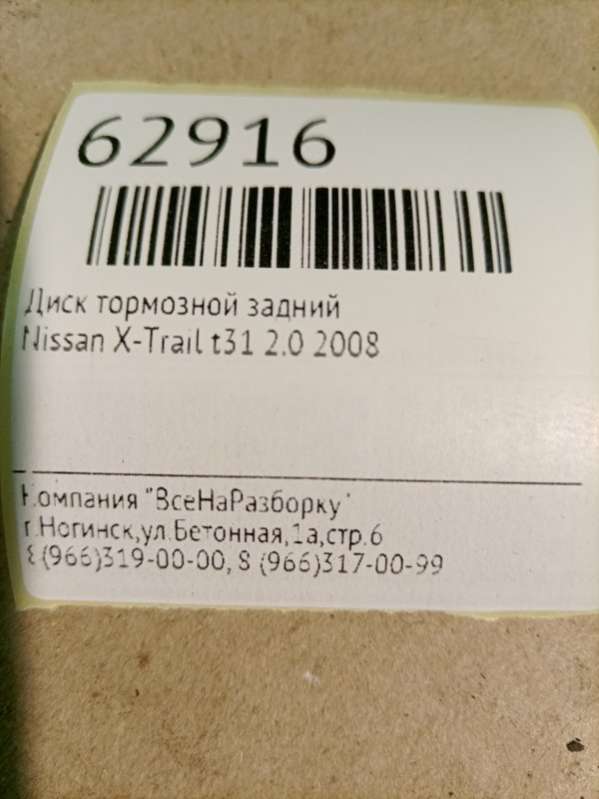 62916
Диск тормозной задний
Nissan X-Trail t31 2.0 2008
Компания "ВсеНаРазборку"
г.Ногинск,ул.Бетонная,1а,стр.6
8 (966)319-00-00, 8 (966)317-00-99